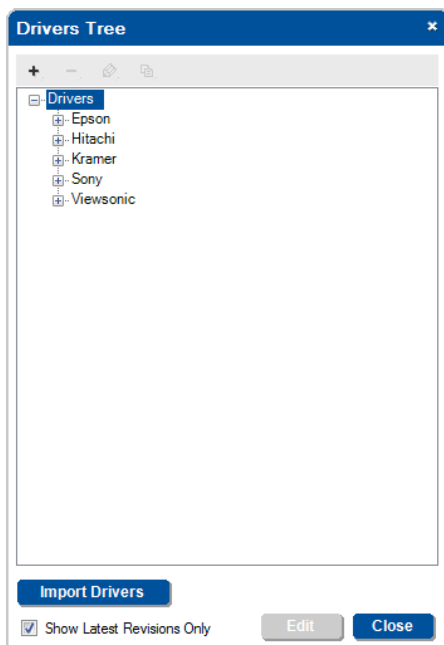 Drivers Tree
Drivers
Epson
Hitachi
Kramer
Sony
Viewsonic
Import Drivers
Show Latest Revisions Only
Edit
Close